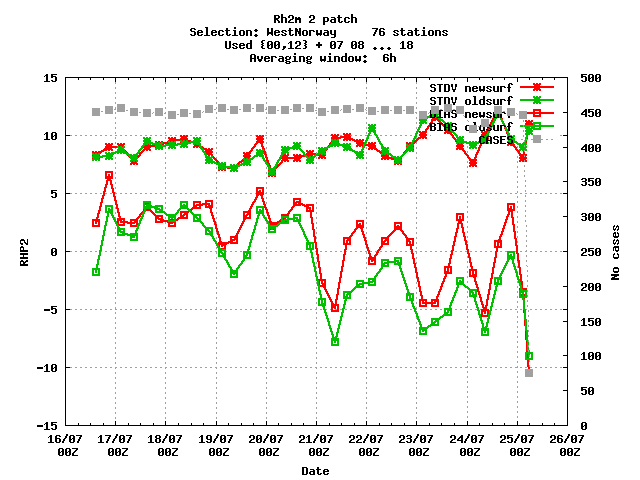 Rh2m 2 patch
Selection: WestNorway 76 stations
Used {00,12} + 07 08 ... 18
Averaging window: 6h
15 500
STDV newsurf
STDV oldsurf
450
BIAS newsurf
BIAS oldsurf
10 400
CASES
350
5 300
RHP2
0 250
No cases
200
-5 150
-10 100
50
-15 0
16/07 17/07 18/07 19/07 20/07 21/07 22/07 23/07 24/07 25/07 26/07
00Z 00Z 00Z 00Z 00Z 00Z 00Z 00Z 00Z 00Z 00Z
Date